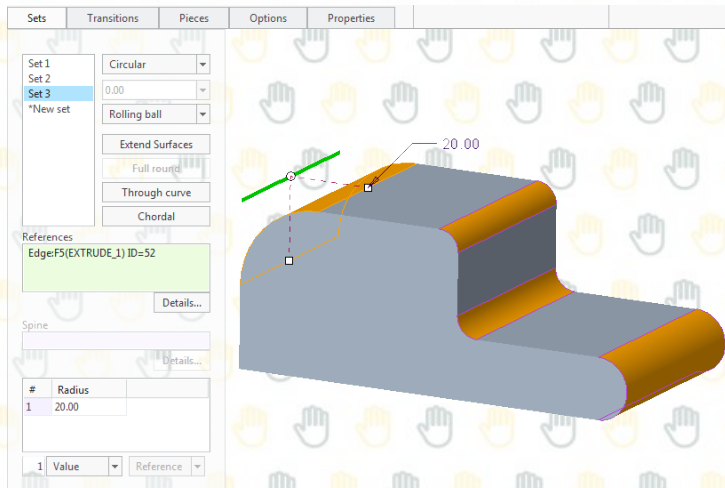 Sets Transitions Pieces Options Properties
Set 1
Set 2
Set 3
*New set
Circular
0.00
Rolling ball
Extend Surfaces
Full round
Through curve
Chordal
References
Edge:F5(EXTRUDE_1) ID=52
Details...
Spine
Details...
# Radius
1 20.00
1 Value Reference
20.00